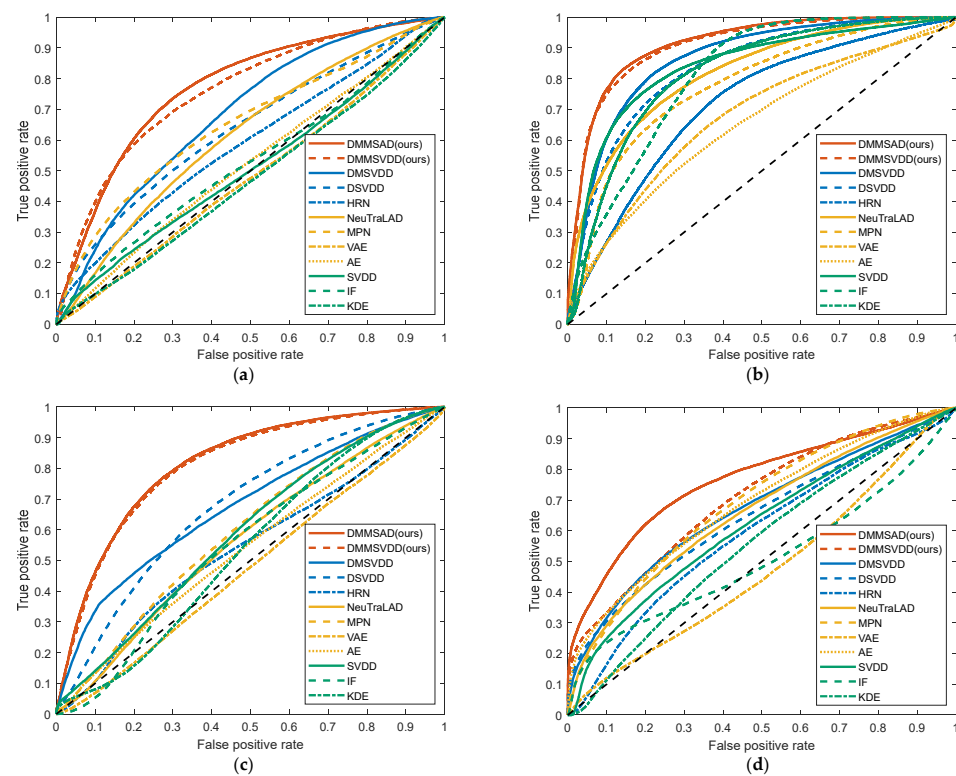 1
0.9
0.8
0.7
0.6
0.5
0.4
0.3
0.2
0.1
0
True positive rate
DMMSAD(ours)
DMMSVDD(ours)
DMSVDD
DSVDD
HRN
NeuTraLAD
MPN
VAE
AE
SVDD
IF
KDE
0 0.1 0.2 0.3 0.4 0.5 0.6 0.7 0.8 0.9 1
False positive rate
(a)
1
0.9
0.8
0.7
0.6
0.5
0.4
0.3
0.2
0.1
0
True positive rate
DMMSAD(ours)
DMMSVDD(ours)
DMSVDD
DSVDD
HRN
NeuTraLAD
MPN
VAE
AE
SVDD
IF
KDE
0 0.1 0.2 0.3 0.4 0.5 0.6 0.7 0.8 0.9 1
False positive rate
(b)
1
0.9
0.8
0.7
0.6
0.5
0.4
0.3
0.2
0.1
0
True positive rate
DMMSAD(ours)
DMMSVDD(ours)
DMSVDD
DSVDD
HRN
NeuTraLAD
MPN
VAE
AE
SVDD
IF
KDE
0 0.1 0.2 0.3 0.4 0.5 0.6 0.7 0.8 0.9 1
False positive rate
(c)
1
0.9
0.8
0.7
0.6
0.5
0.4
0.3
0.2
0.1
0
True positive rate
DMMSAD(ours)
DMMSVDD(ours)
DMSVDD
DSVDD
HRN
NeuTraLAD
MPN
VAE
AE
SVDD
IF
KDE
0 0.1 0.2 0.3 0.4 0.5 0.6 0.7 0.8 0.9 1
False positive rate
(d)